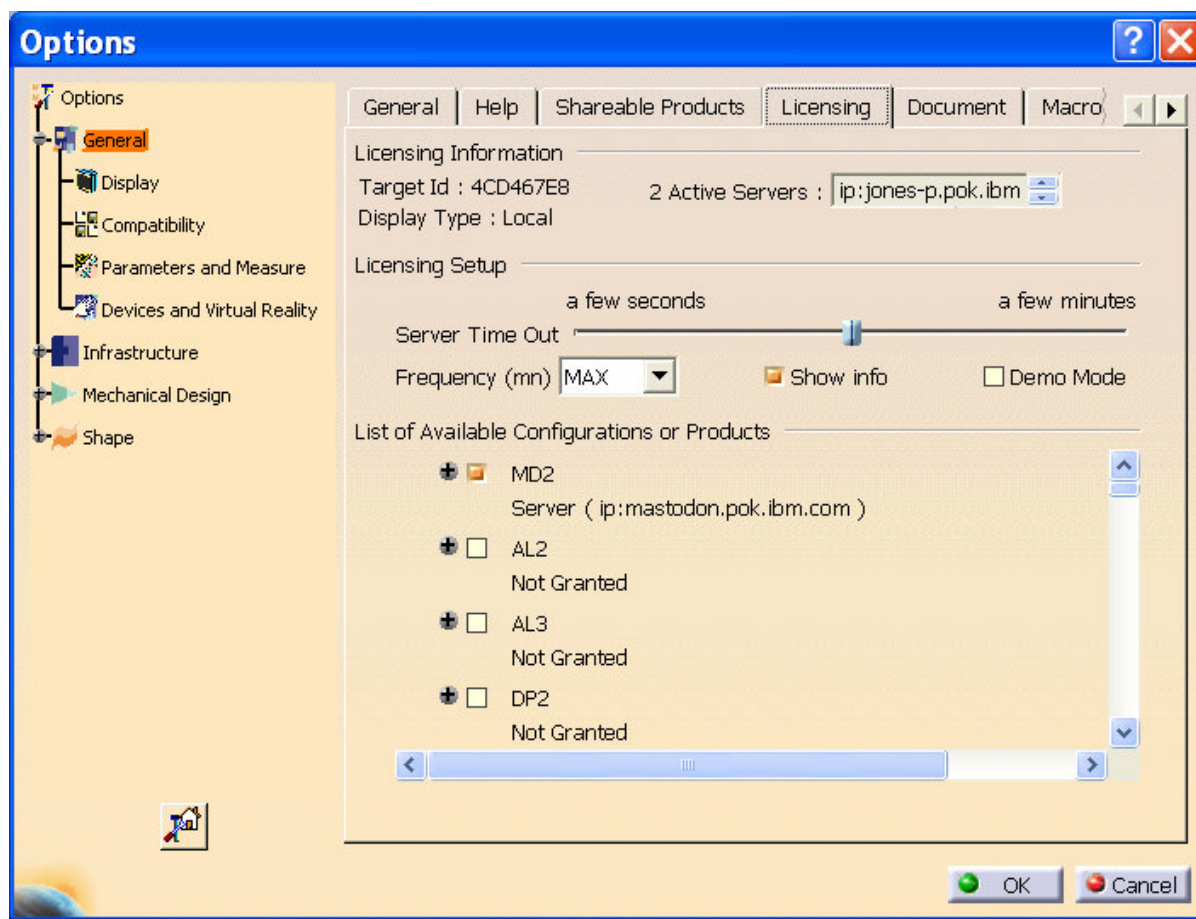 Options
Options
General
Display
Compatibility
Parameters and Measure
Devices and Virtual Reality
Infrastructure
Mechanical Design
Shape
General Help Shareable Products Licensing Document Macro
Licensing Information
Target Id : 4CD467E8 2 Active Servers : ip:jones-p.pok.ibm
Display Type : Local
Licensing Setup
a few seconds a few minutes
Server Time Out
Frequency (mn) MAX Show info Demo Mode
List of Available Configurations or Products
MD2
Server ( ip:mastodon.pok.ibm.com )
AL2
Not Granted
AL3
Not Granted
DP2
Not Granted
OK Cancel